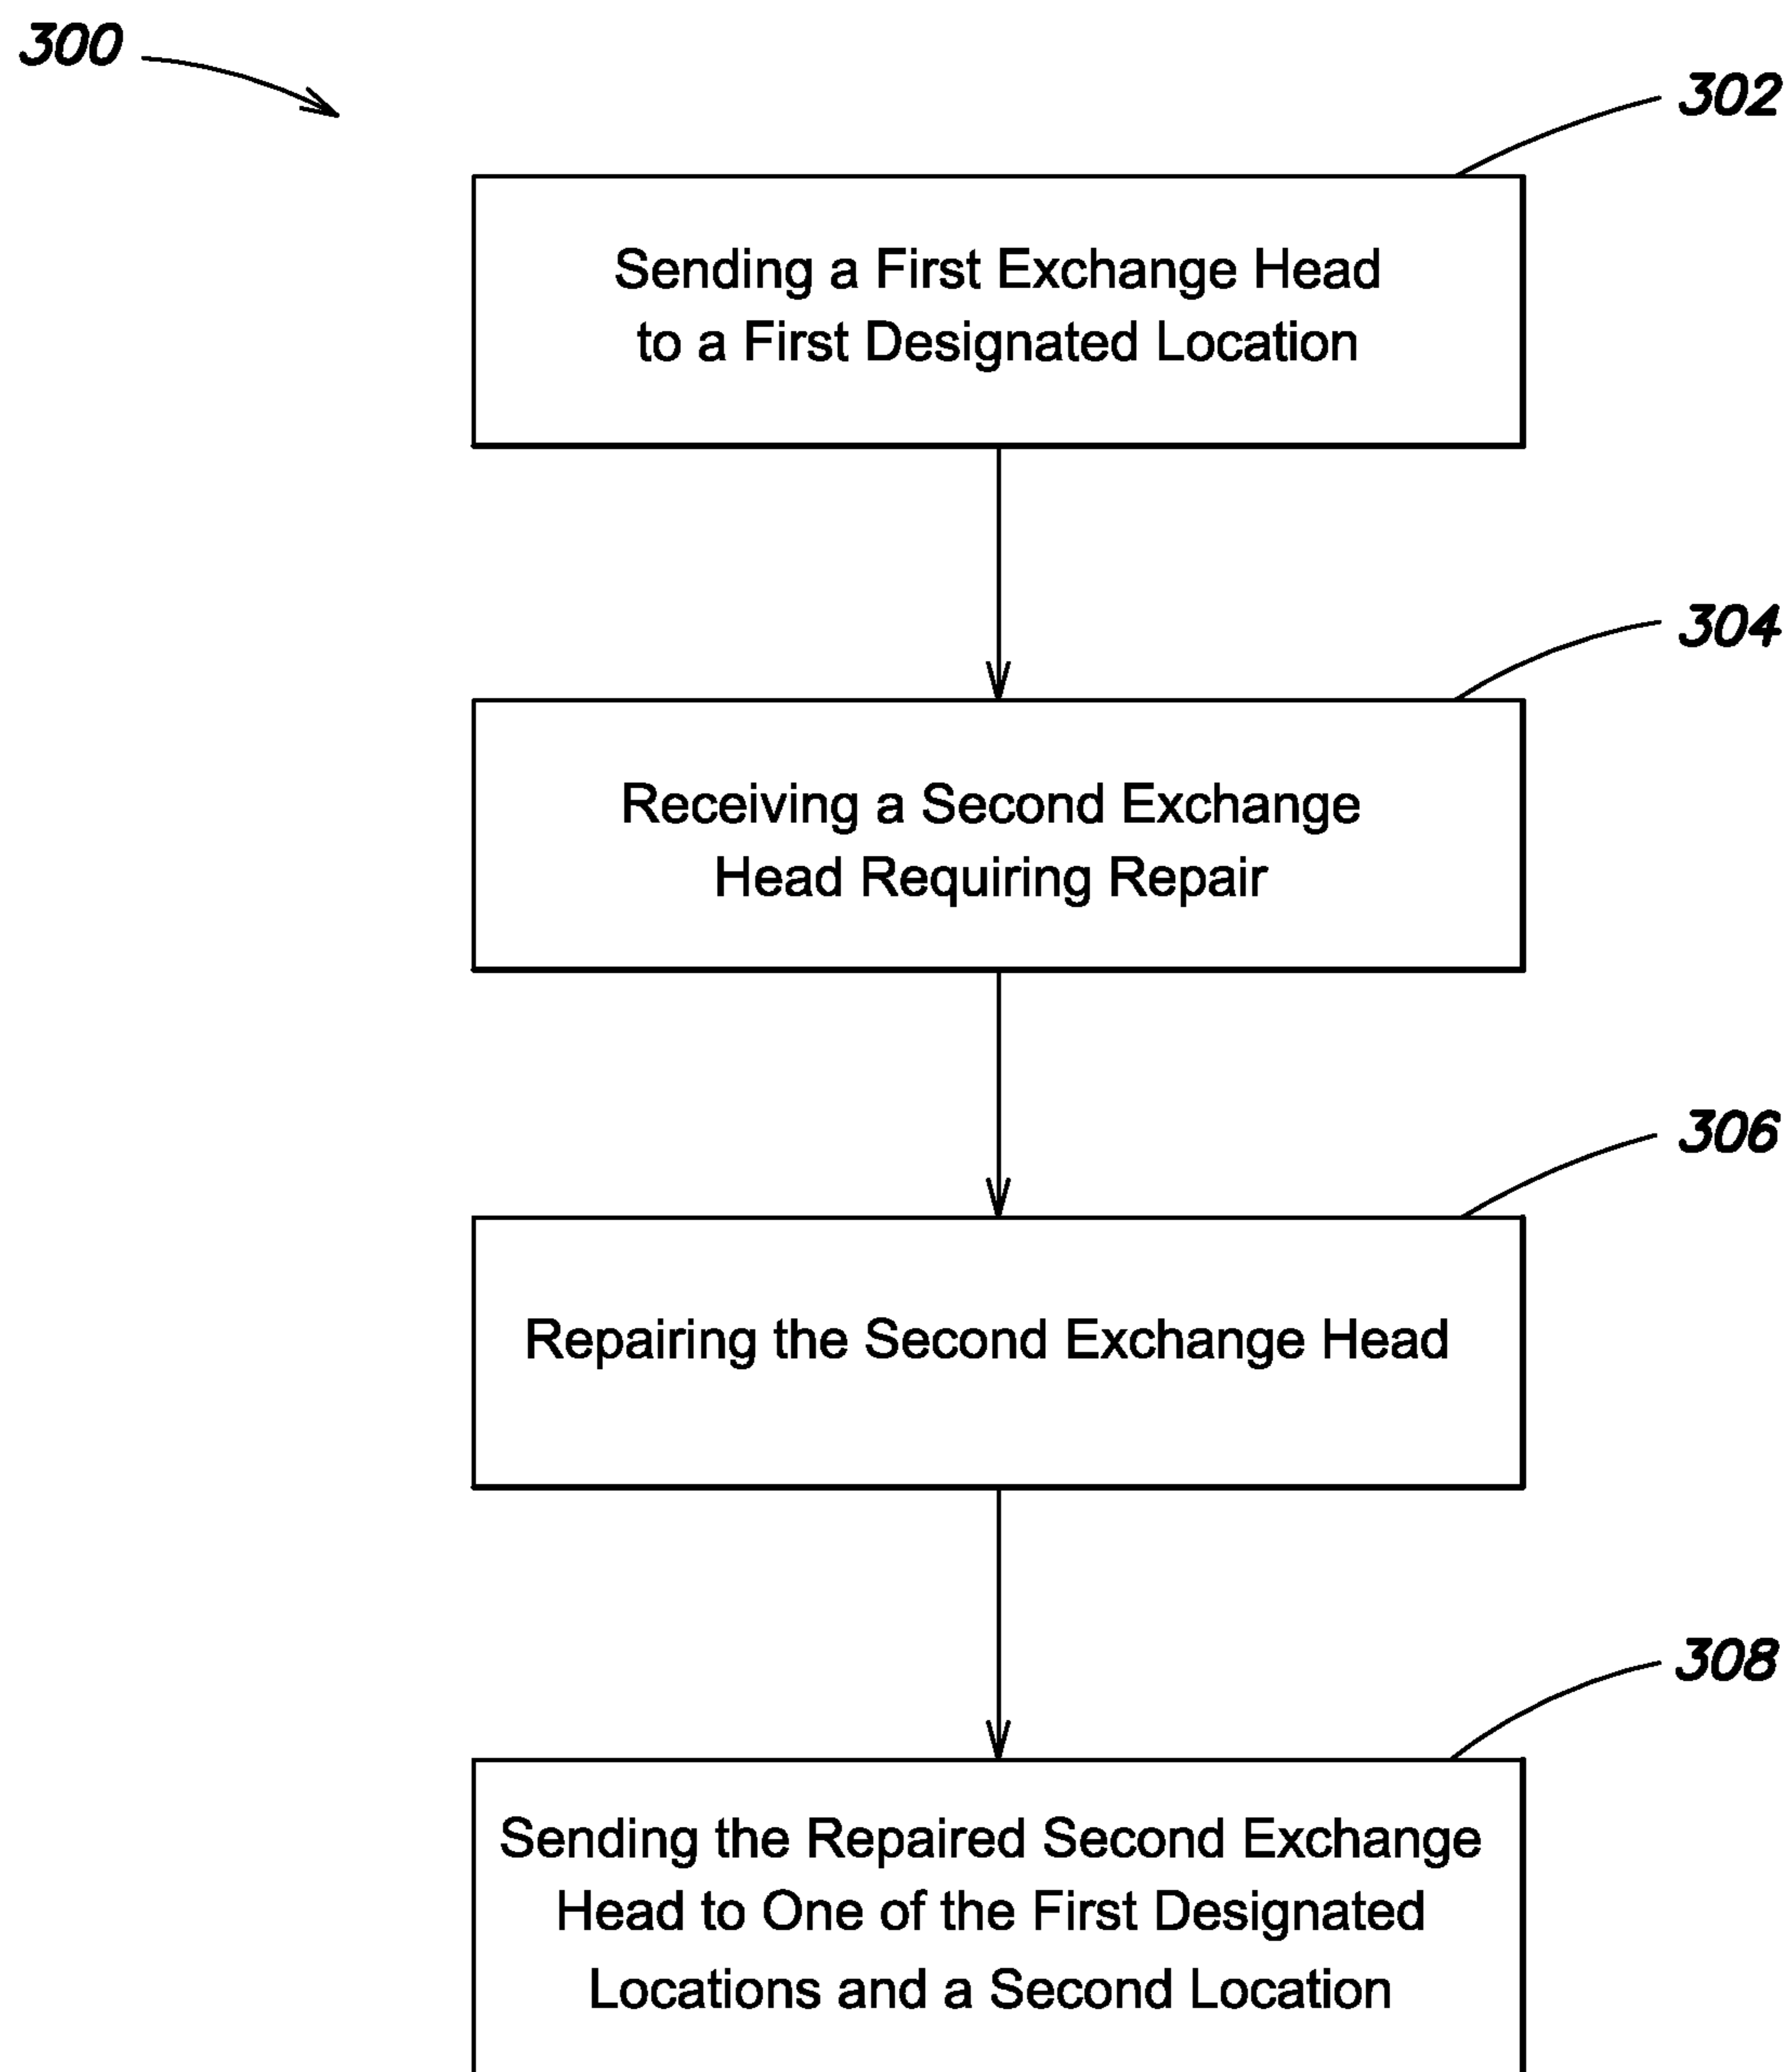 300
302
Sending a First Exchange Head
to a First Designated Location
304
Receiving a Second Exchange
Head Requiring Repair
306
Repairing the Second Exchange Head
308
Sending the Repaired Second Exchange
Head to One of the First Designated
Locations and a Second Location